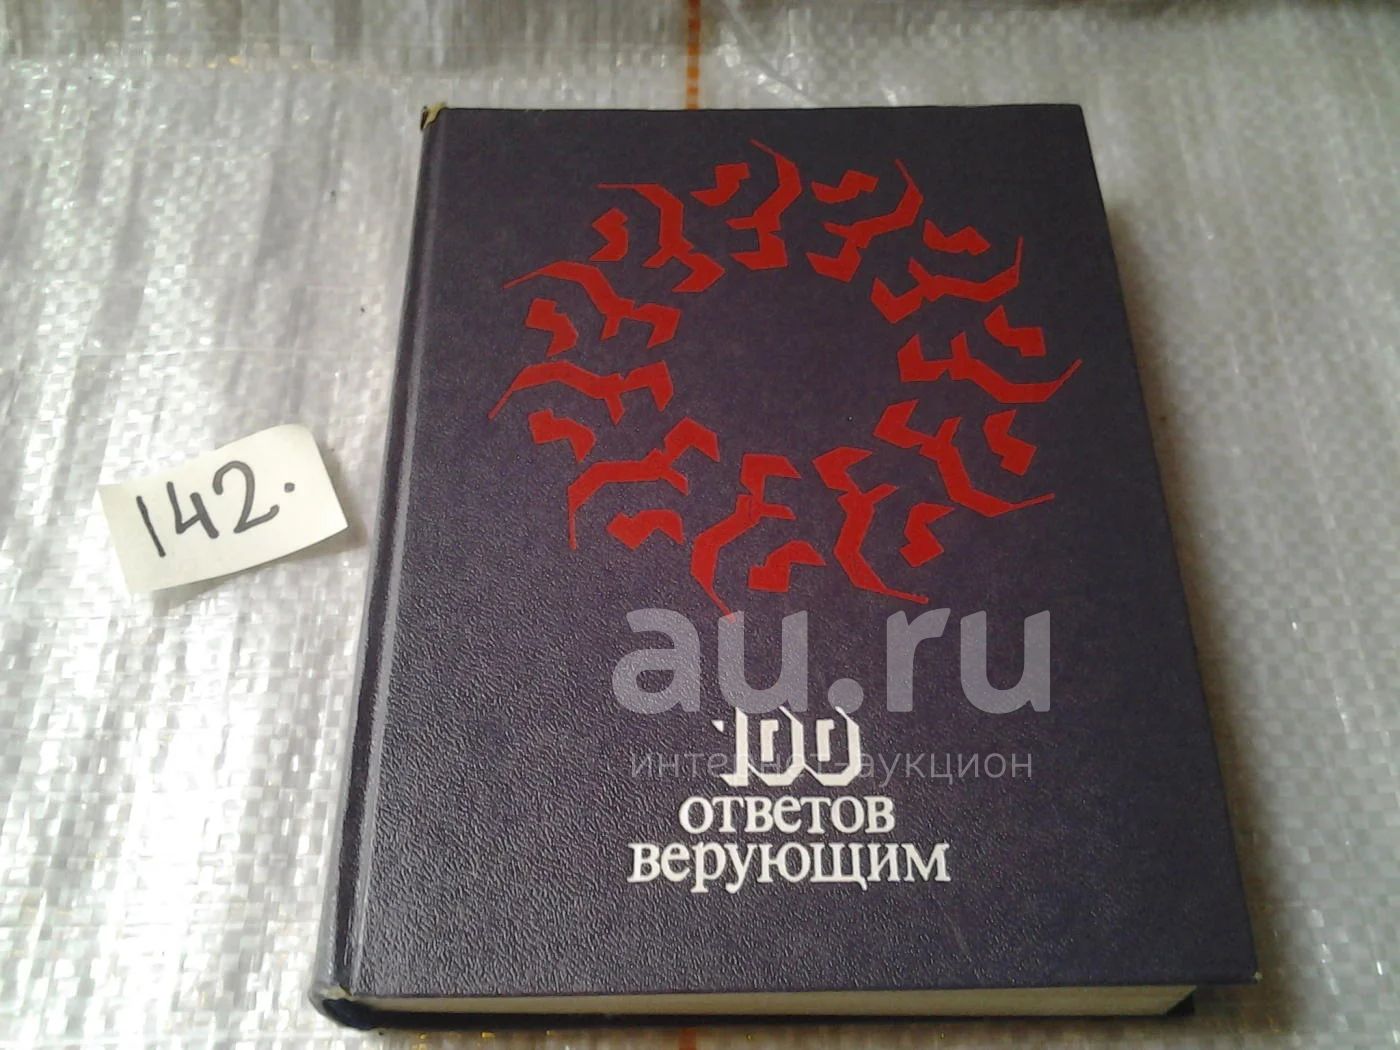 142.
au.ru
интернет-аукцион
100
ответов
верующим